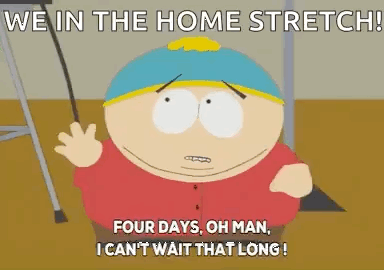 WE IN THE HOME STRETCH!
FOUR DAYS, OH MAN,
I CAN'T WAIT THAT LONG!